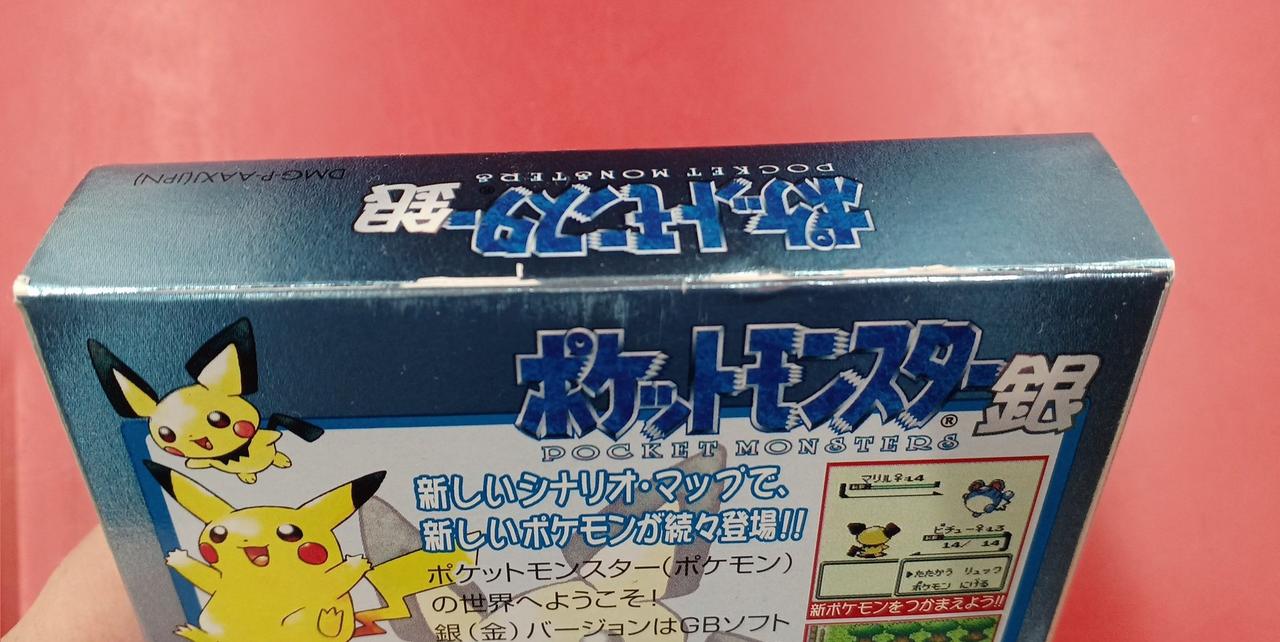 DMG-P-AAXJ(JPN)
POCKET MONSTERS
ポケットモンスター銀
ポケットモンスター銀
®
POCKET MONSTERS
新しいシナリオ・マップで、
新しいポケモンが続々登場!!
ポケットモンスター(ポケモン)
の世界へようこそ!
銀(金)バージョンはGBソフト
マリル♀:L4
ピチュー♀:L3
14/ 14
▶たたかう リュック
ポケモン にげる
新ポケモンをつかまえよう!!